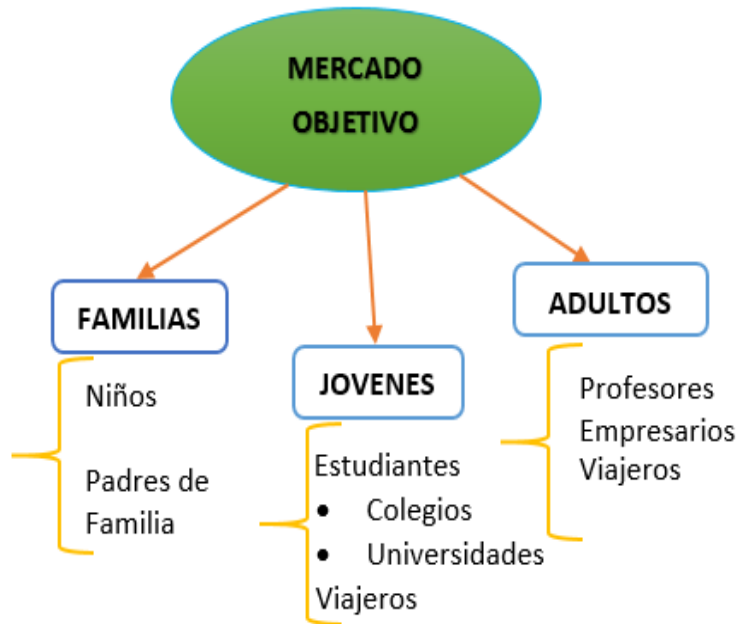 MERCADO
OBJETIVO
FAMILIAS
Niños
Padres de
Familia
JOVENES
Estudiantes
• Colegios
• Universidades
Viajeros
ADULTOS
Profesores
Empresarios
Viajeros